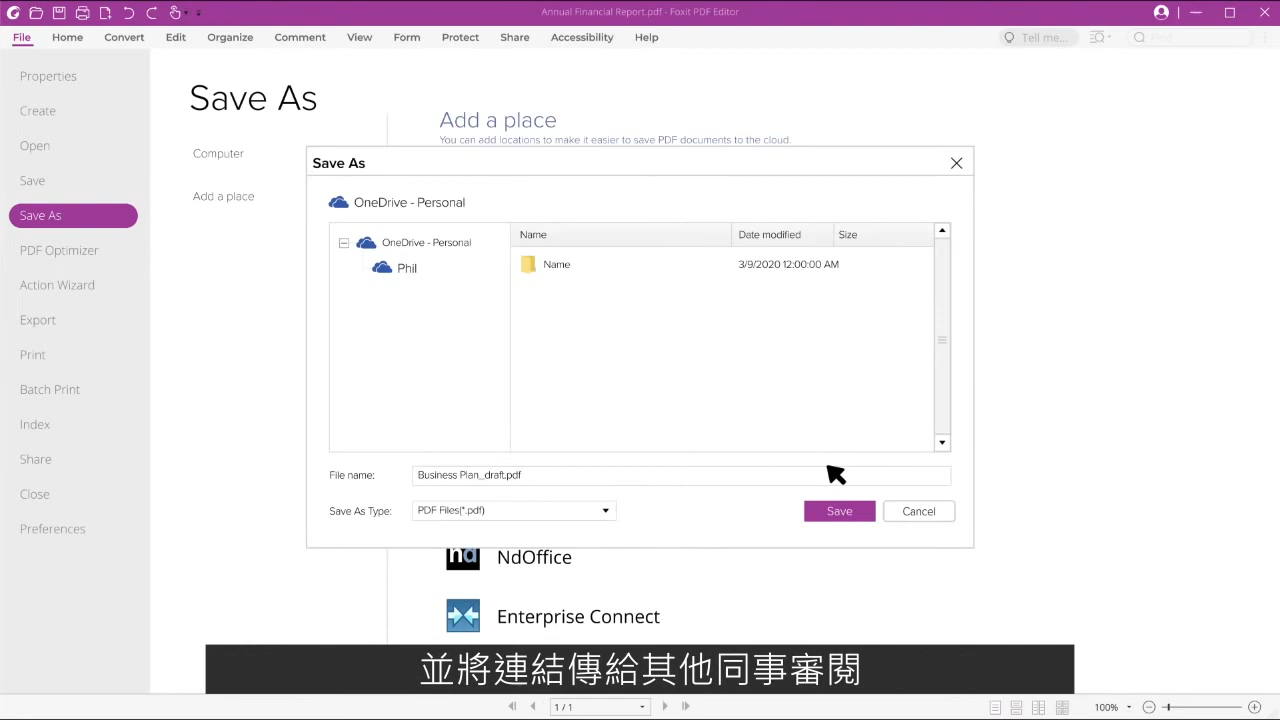 Annual Financial Report.pdf - Foxit PDF Editor
File Home Convert Edit Organize Comment View Form Protect Share Accessibility Help Tell me... Find
Properties
Create
Open
Save
Save As
PDF Optimizer
Action Wizard
Export
Print
Batch Print
Index
Share
Close
Preferences
Save As
Computer
Add a place
Add a place
You can add locations to make it easier to save PDF documents to the cloud.
Save As
OneDrive - Personal
OneDrive - Personal
Phil
Name Date modified Size
Name 3/9/2020 12:00:00 AM
File name: Business Plan_draft.pdf
Save As Type: PDF Files(*.pdf)
Save Cancel
nd NdOffice
Enterprise Connect
並將連結傳給其他同事審閱
1 / 1
100%